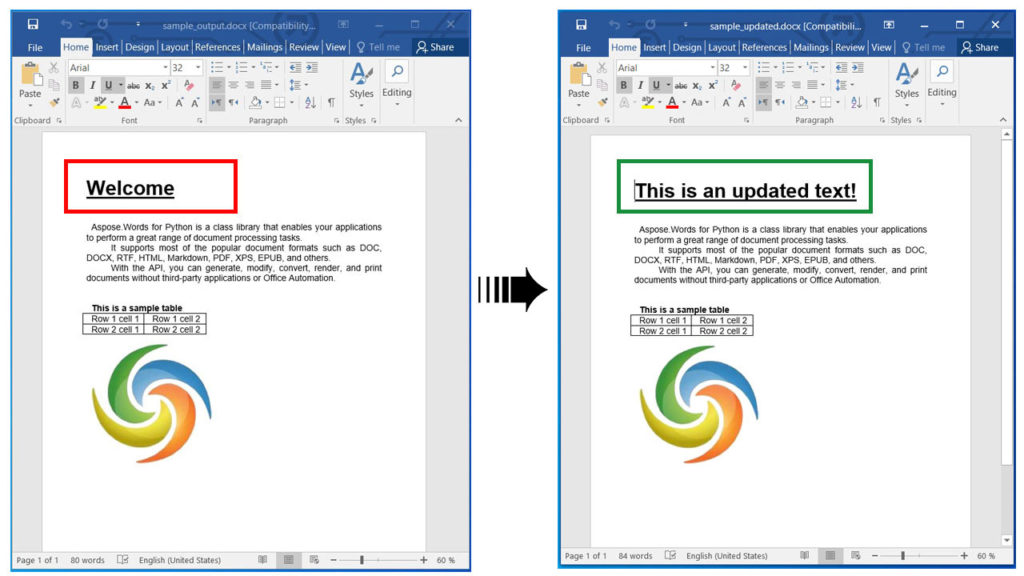 sample_output.docx [Compatibility...
File Home Insert Design Layout References Mailings Review View Tell me Share
Arial 32
B I U abc x₂ x²
Paste Styles Editing
A ab A Aa A A
Clipboard Font Paragraph Styles
Welcome
Aspose.Words for Python is a class library that enables your applications
to perform a great range of document processing tasks.
It supports most of the popular document formats such as DOC,
DOCX, RTF, HTML, Markdown, PDF, XPS, EPUB, and others.
With the API, you can generate, modify, convert, render, and print
documents without third-party applications or Office Automation.
This is a sample table
Row 1 cell 1 Row 1 cell 2
Row 2 cell 1 Row 2 cell 2
Page 1 of 1 80 words English (United States) 60 %
sample_updated.docx [Compatibili...
File Home Insert Design Layout References Mailings Review View Tell me Share
Arial 32
B I U abc x₂ x²
Paste Styles Editing
A ab A Aa A A
Clipboard Font Paragraph Styles
This is an updated text!
Aspose.Words for Python is a class library that enables your applications
to perform a great range of document processing tasks.
It supports most of the popular document formats such as DOC,
DOCX, RTF, HTML, Markdown, PDF, XPS, EPUB, and others.
With the API, you can generate, modify, convert, render, and print
documents without third-party applications or Office Automation.
This is a sample table
Row 1 cell 1 Row 1 cell 2
Row 2 cell 1 Row 2 cell 2
Page 1 of 1 84 words English (United States) 60 %